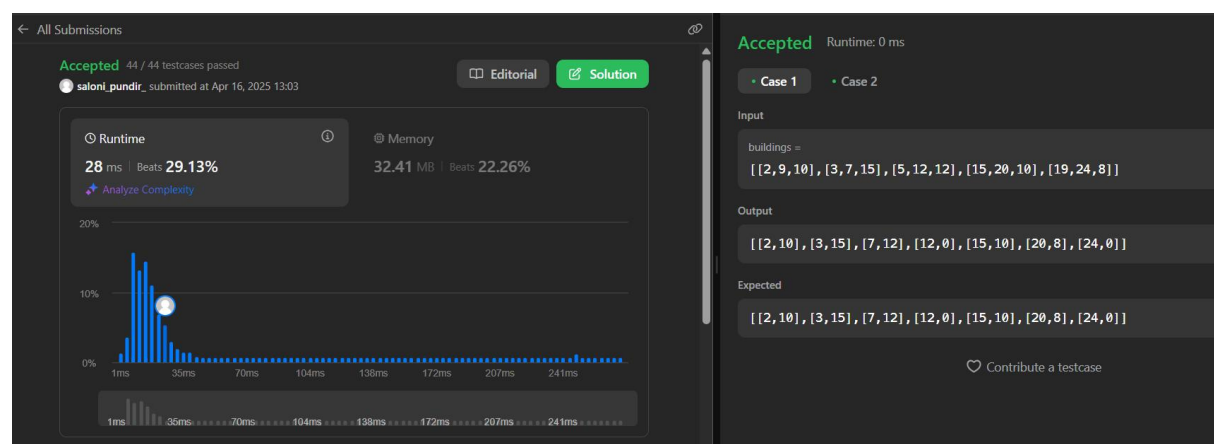 ← All Submissions
Accepted 44 / 44 testcases passed
saloni_pundir_ submitted at Apr 16, 2025 13:03
Editorial
Solution
Runtime
28 ms | Beats 29.13%
Analyze Complexity
Memory
32.41 MB | Beats 22.26%
20%
10%
0%
1ms 35ms 70ms 104ms 138ms 172ms 207ms 241ms
1ms 35ms 70ms 104ms 138ms 172ms 207ms 241ms
Accepted Runtime: 0 ms
• Case 1 • Case 2
Input
buildings =
[[2,9,10],[3,7,15],[5,12,12],[15,20,10],[19,24,8]]
Output
[[2,10],[3,15],[7,12],[12,0],[15,10],[20,8],[24,0]]
Expected
[[2,10],[3,15],[7,12],[12,0],[15,10],[20,8],[24,0]]
Contribute a testcase